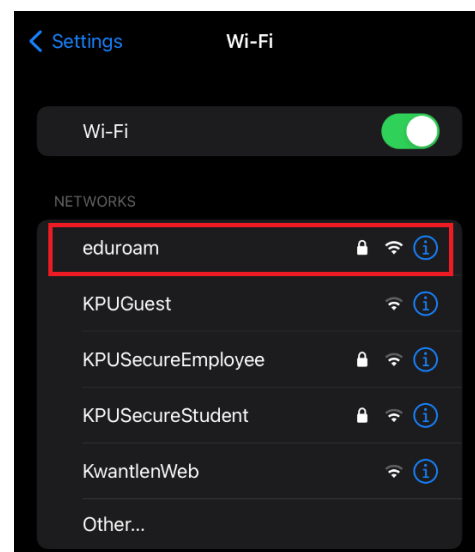 Settings Wi-Fi
Wi-Fi
NETWORKS
eduroam
KPUGuest
KPUSecureEmployee
KPUSecureStudent
KwantlenWeb
Other...